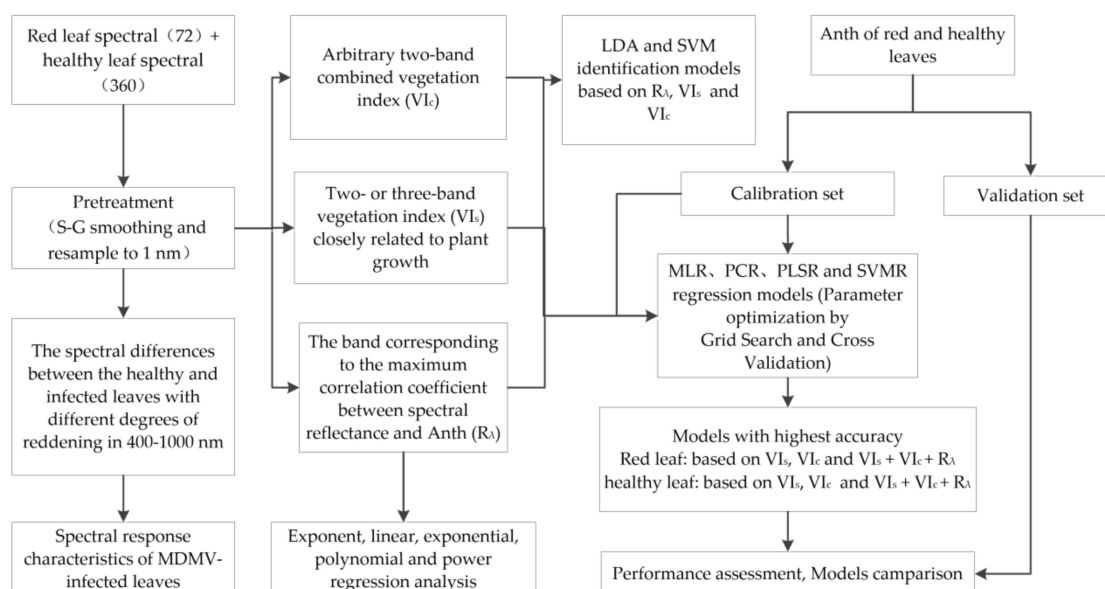 Red leaf spectral（72）+
healthy leaf spectral
（360）
Pretreatment
（S-G smoothing and
resample to 1 nm）
The spectral differences
between the healthy and
infected leaves with
different degrees of
reddening in 400-1000 nm
Spectral response
characteristics of MDMV-
infected leaves
Arbitrary two-band
combined vegetation
index (VIc)
Two- or three-band
vegetation index (VIs)
closely related to plant
growth
The band corresponding
to the maximum
correlation coefficient
between spectral
reflectance and Anth (Rλ)
Exponent, linear, exponential,
polynomial and power
regression analysis
LDA and SVM
identification models
based on Rλ, VIs and
VIc
Anth of red and healthy
leaves
Calibration set
Validation set
MLR、PCR、PLSR and SVMR
regression models (Parameter
optimization by
Grid Search and Cross
Validation)
Models with highest accuracy
Red leaf: based on VIs, VIc and VIs + VIc + Rλ
healthy leaf: based on VIs, VIc and VIs + VIc + Rλ
Performance assessment, Models camparison